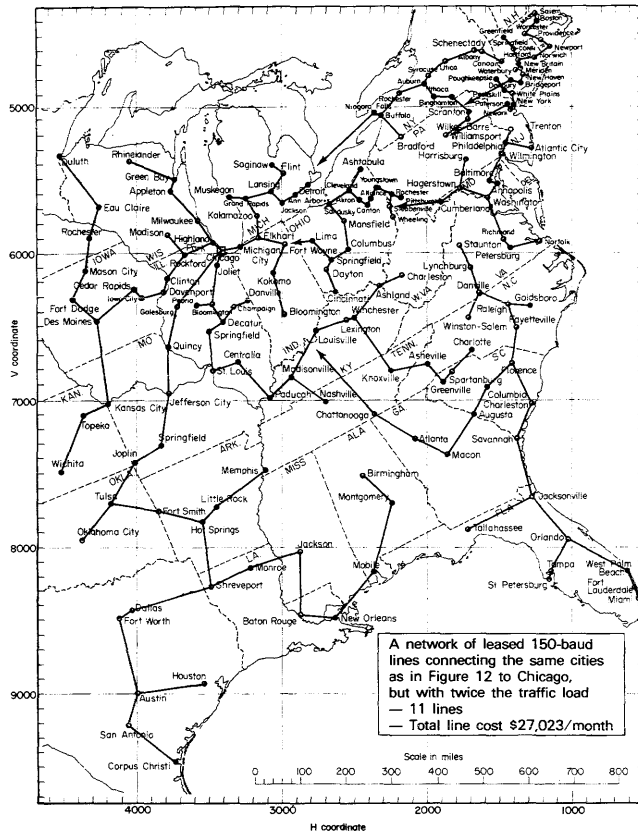 Salem
Boston
Worcester
Greenfield
Providence
N.H.
Springfield
Schenectady
Newport
Albany
CONN
Hartford
Norwich
Utica
Canaan
New Britain
Syracuse
Waterbury
Meriden
Auburn
Ithaca
Poughkeepsie
New Haven
Danbury
Bridgeport
Rochester
Binghamton
Peekskill
White Plains
5000
Niagara Falls
Scranton
Paterson
New York
Buffalo
Newark
N.Y.
Wilkes Barre
Trenton
PA
Williamsport
N.J.
Duluth
Rhinelander
Bradford
Philadelphia
Atlantic City
Saginaw
Flint
Ashtabula
Harrisburg
Wilmington
Green Bay
Lansing
Youngstown
Baltimore
Appleton
Muskegon
Detroit
Cleveland
Hagerstown
MD
Annapolis
Grand Rapids
Ann Arbor
Akron
Alliance
Pittsburgh
Eau Claire
Jackson
Sandusky
Canton
Steubenville
Cumberland
Washington
Milwaukee
Kalamazoo
Mansfield
Wheeling
Rochester
Madison
MICH
OHIO
Richmond
Highland
Elkhart
Lima
Columbus
Norfolk
6000
IOWA
WIS
Michigan City
Fort Wayne
Staunton
Petersburg
ILL
Rockford
Chicago
Springfield
Mason City
Joliet
Kokomo
Dayton
Lynchburg
VA
Cedar Rapids
Clinton
Danville
Ashland
W.VA
Danville
N C
Iowa City
Davenport
Cincinnati
Charleston
Goldsboro
Fort Dodge
Peoria
Champaign
Winchester
Raleigh
Des Moines
Galesburg
Bloomington
Bloomington
Fayetteville
Decatur
Lexington
Winston-Salem
MO
Springfield
IND
Louisville
Quincy
Centralia
TENN
Asheville
Charlotte
KY
S C
St. Louis
Madisonville
Knoxville
Florence
KAN
Spartanburg
Columbia
Jefferson City
Paducah
Nashville
Greenville
Charleston
7000
Kansas City
Chattanooga
GA
Augusta
Topeka
ALA
Springfield
ARK
Atlanta
Savannah
Joplin
Macon
Wichita
OKLA
Memphis
MISS
Birmingham
Tulsa
Little Rock
Montgomery
Jacksonville
Fort Smith
FLA
Hot Springs
Tallahassee
Oklahoma City
Orlando
8000
Jackson
LA
Monroe
Mobile
Tampa
West Palm Beach
Shreveport
St Petersburg
Fort Lauderdale
Dallas
Miami
Fort Worth
Baton Rouge
New Orleans
A network of leased 150-baud
lines connecting the same cities
as in Figure 12 to Chicago,
but with twice the traffic load
— 11 lines
— Total line cost $27,023/month
Houston
9000
Austin
San Antonio
Scale in miles
Corpus Christi
0
100
200
300
400
500
600
700
800
4000
3000
2000
1000
H coordinate
V coordinate